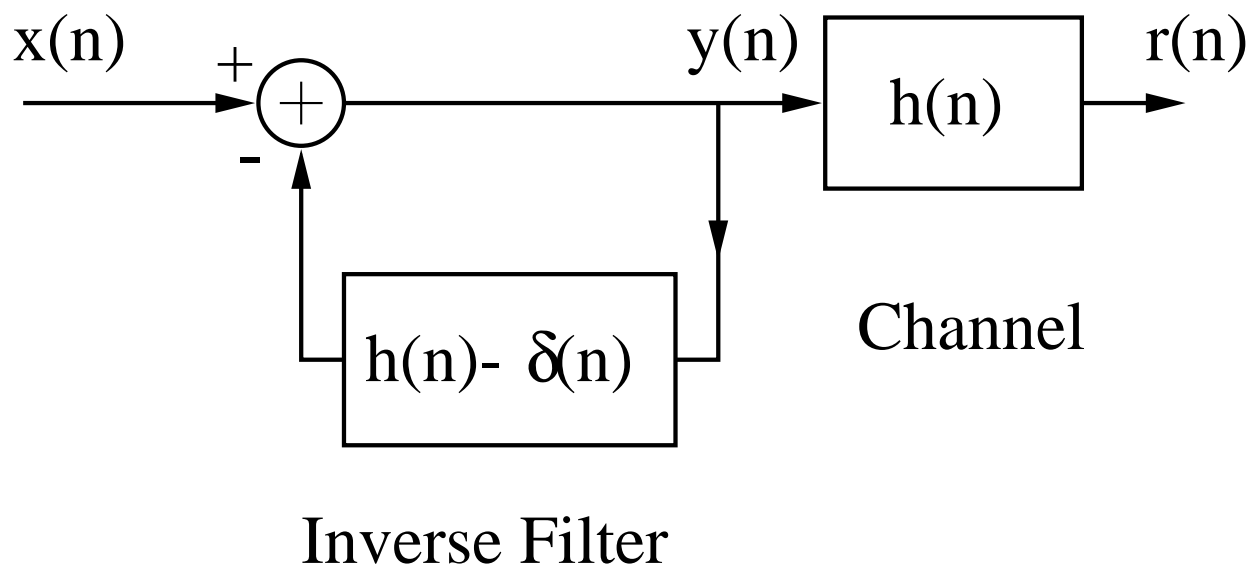 x(n)
+
+
-
y(n)
h(n)
r(n)
h(n)- δ(n)
Channel
Inverse Filter